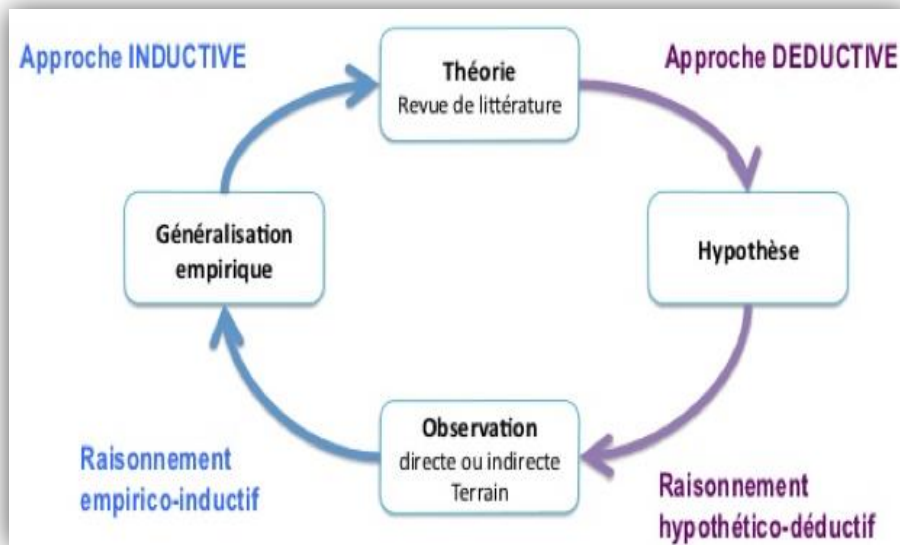 Approche INDUCTIVE
Approche DEDUCTIVE
Théorie
Revue de littérature
Généralisation
empirique
Hypothèse
Observation
directe ou indirecte
Terrain
Raisonnement
empirico-inductif
Raisonnement
hypothético-déductif